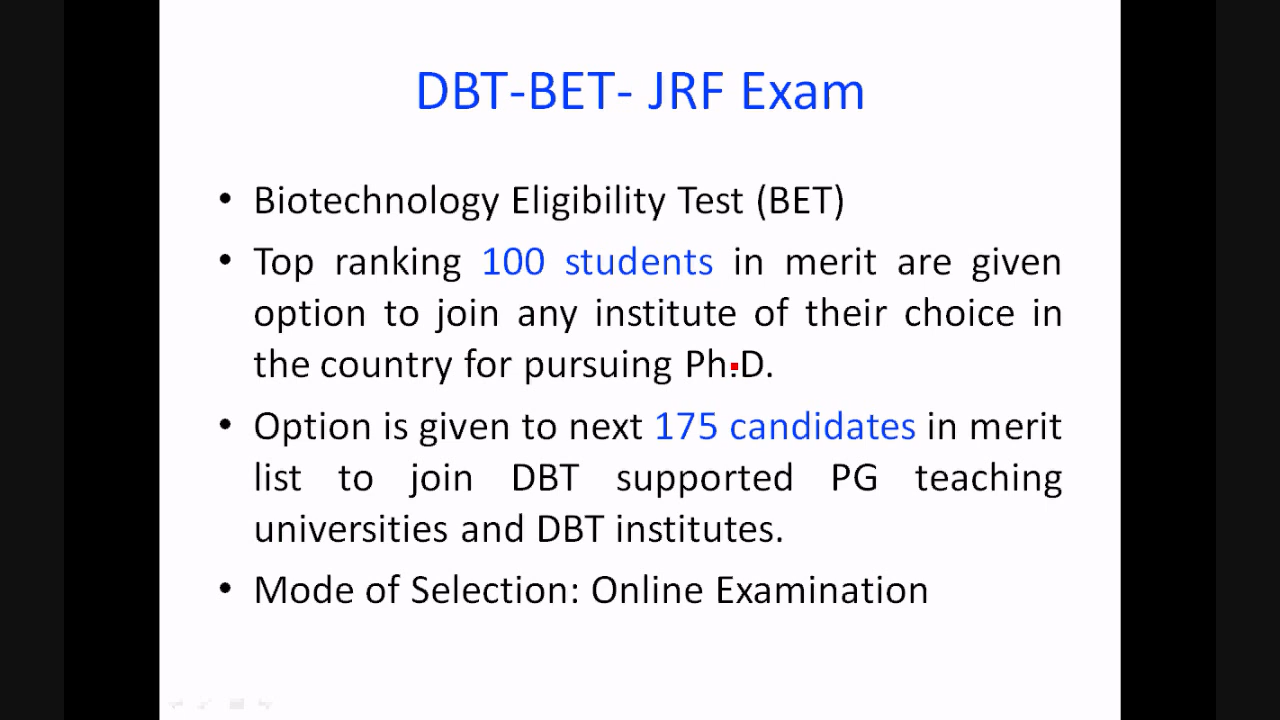 DBT-BET- JRF Exam
• Biotechnology Eligibility Test (BET)
• Top ranking 100 students in merit are given
option to join any institute of their choice in
the country for pursuing Ph.D.
• Option is given to next 175 candidates in merit
list to join DBT supported PG teaching
universities and DBT institutes.
• Mode of Selection: Online Examination